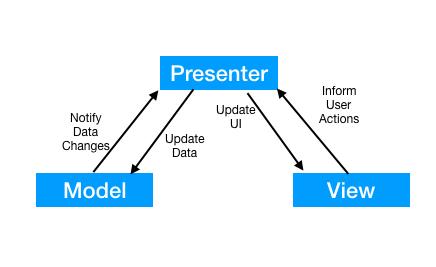 Presenter
Notify
Data
Changes
Update
Data
Update
UI
Inform
User
Actions
Model
View